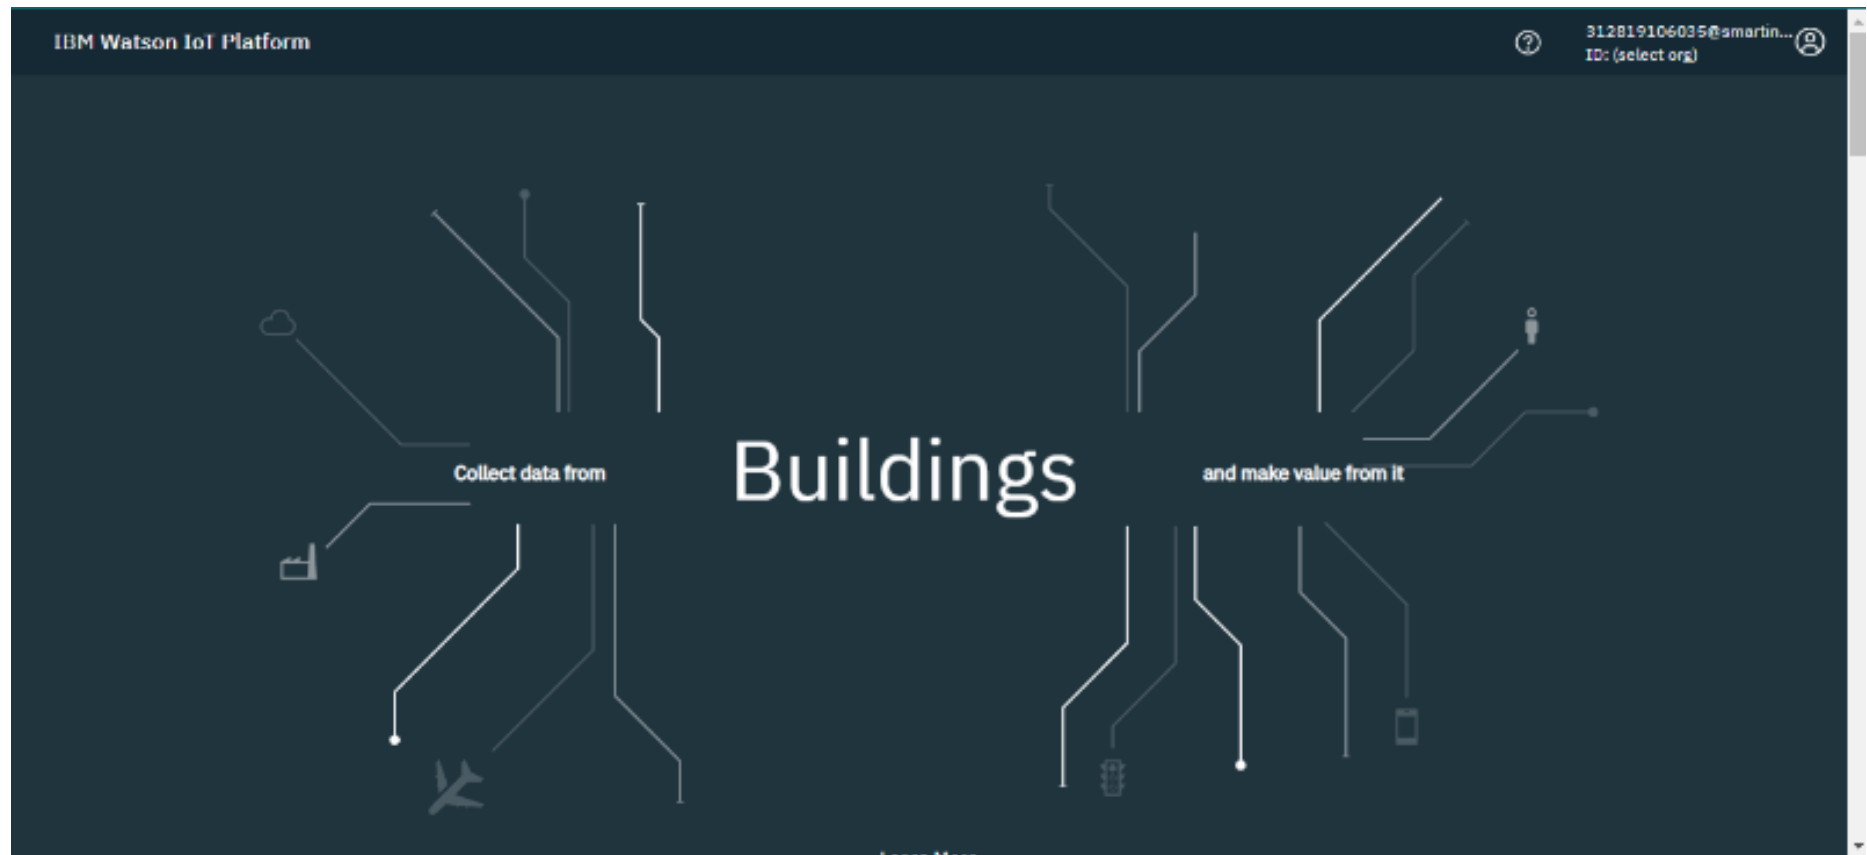 IBM Watson IoT Platform
312819106035@smartin...
ID: (select org)
Collect data from
Buildings
and make value from it